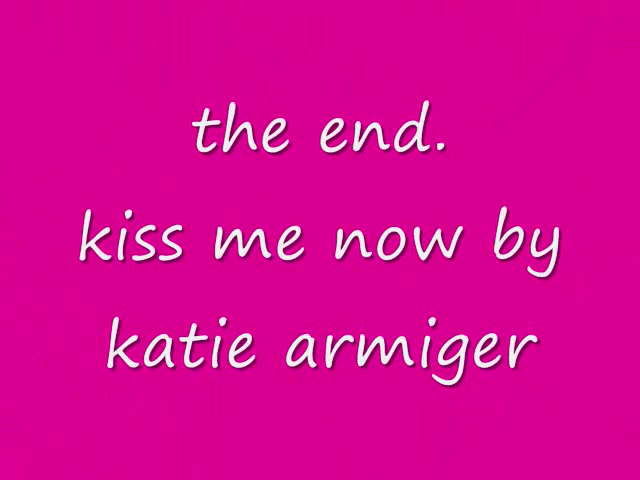 the end.
kiss me now by
katie armiger